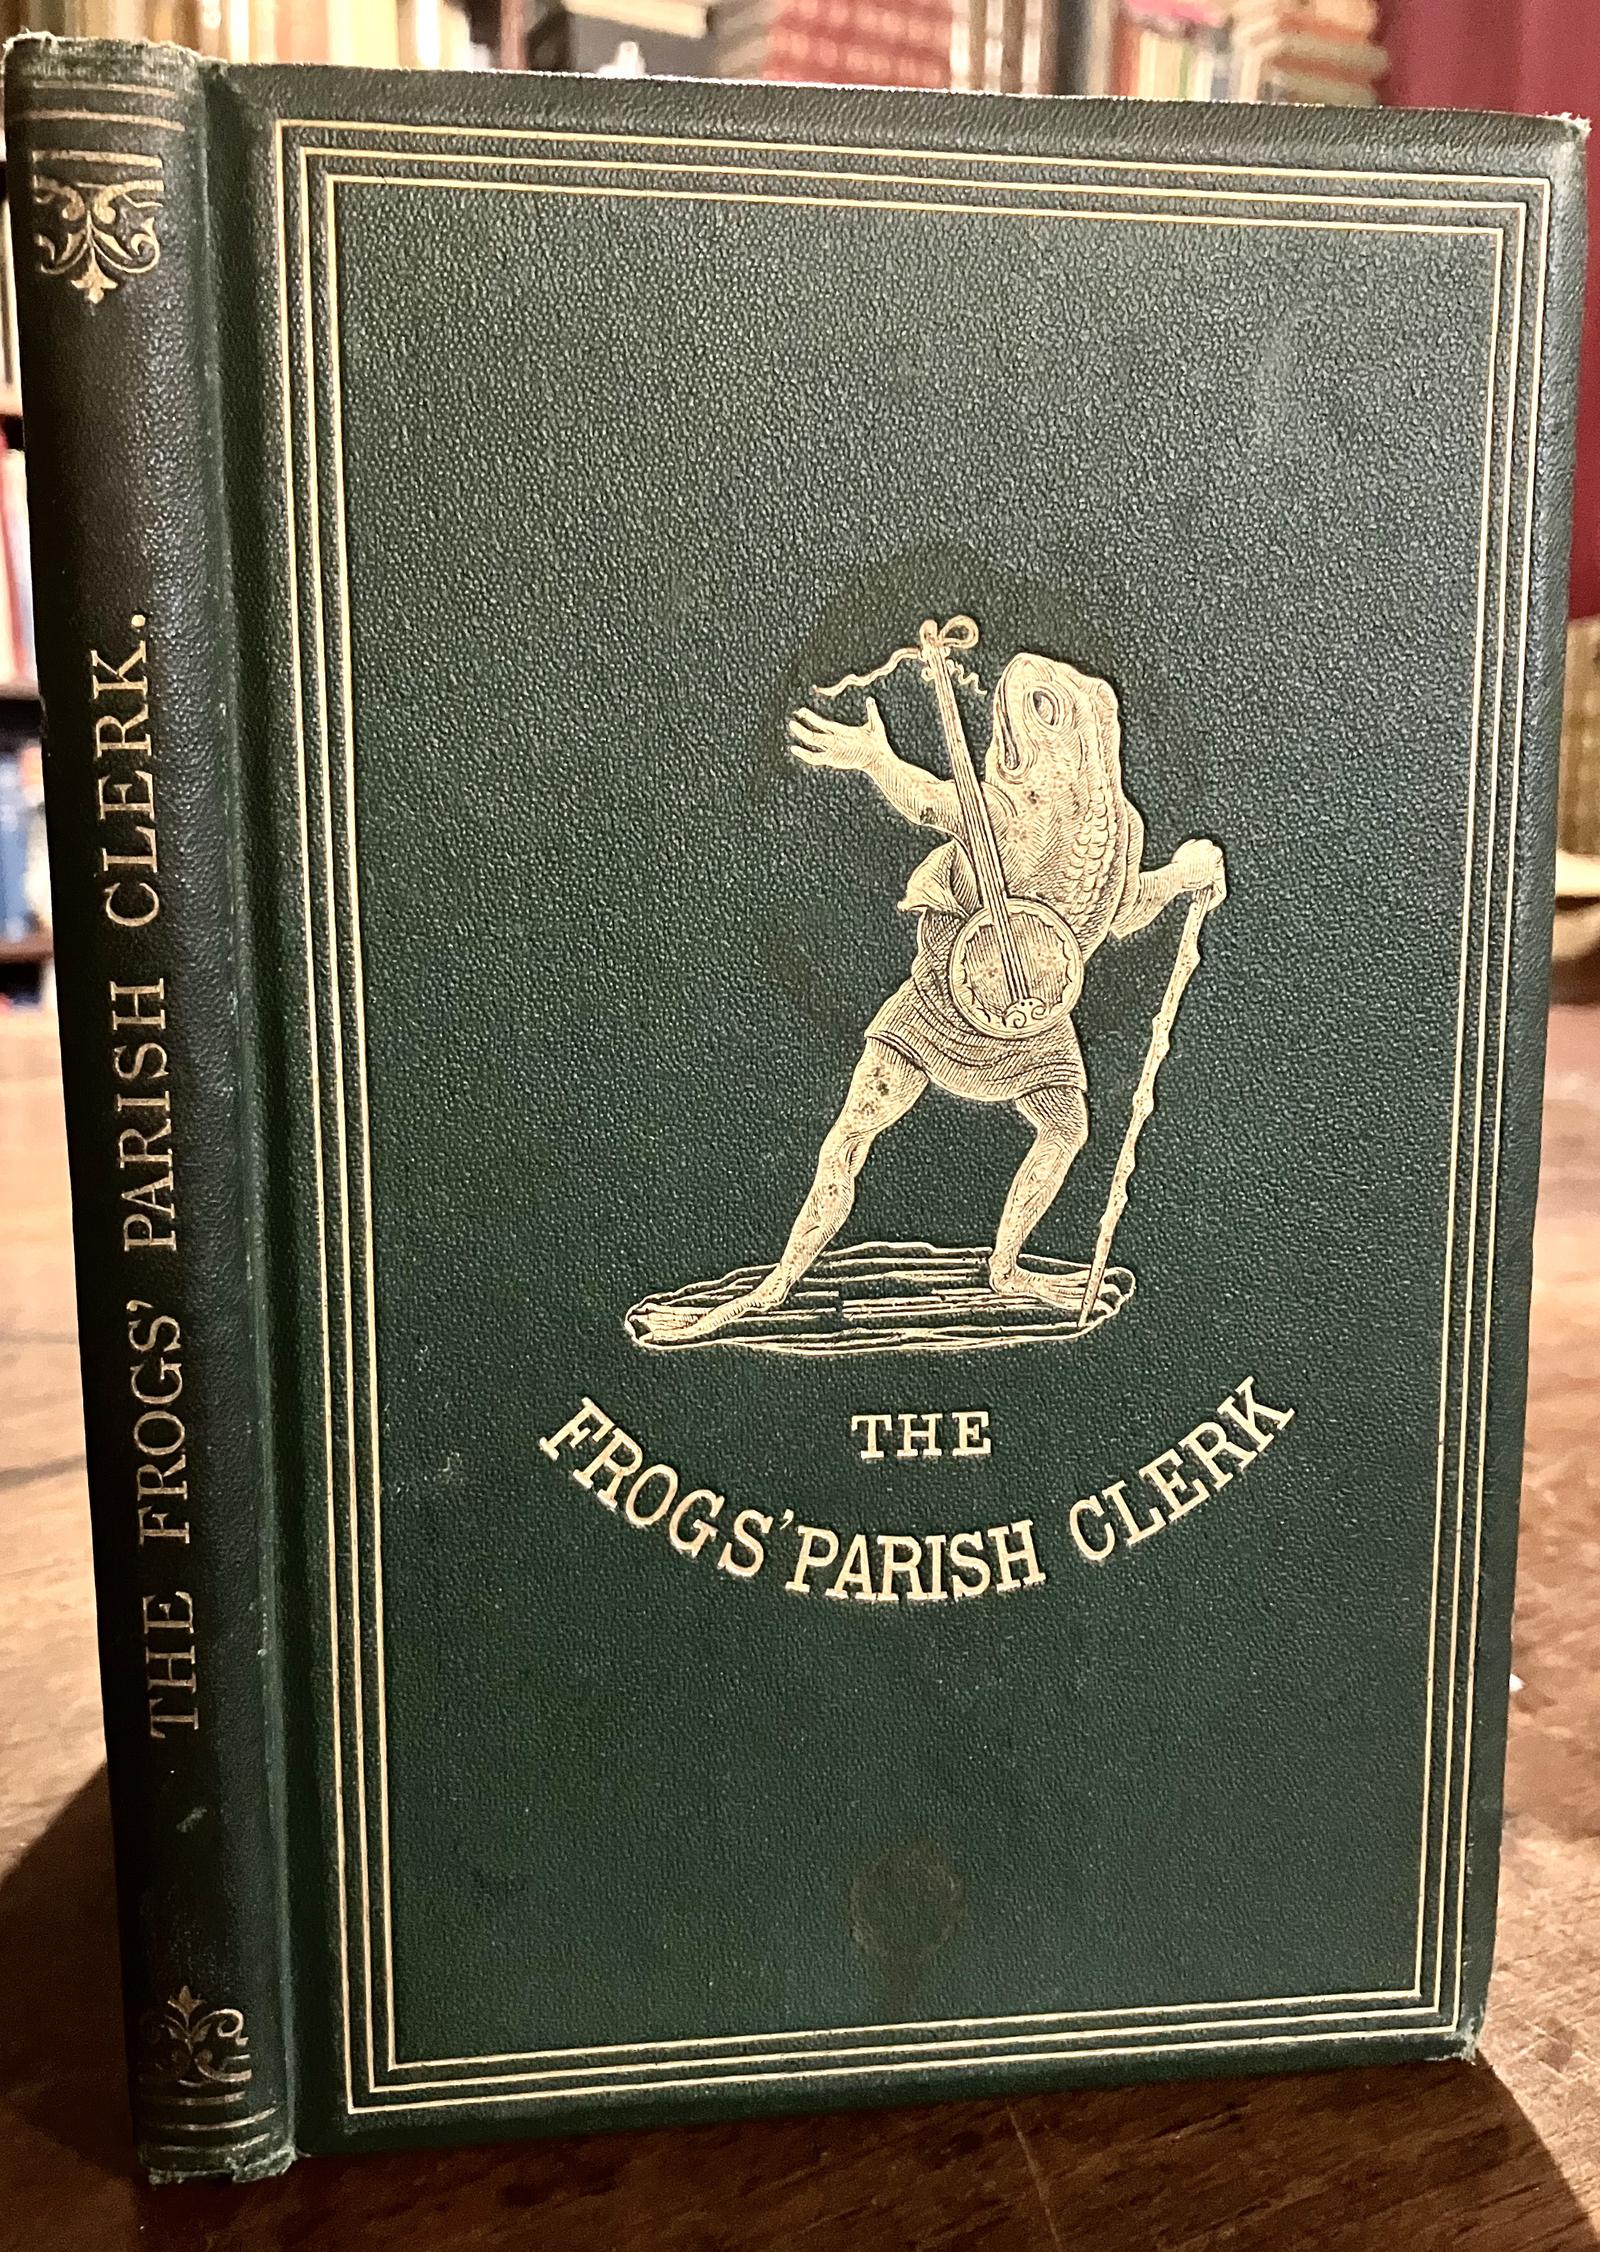 THE FROGS' PARISH CLERK.
THE
FROGS' PARISH CLERK